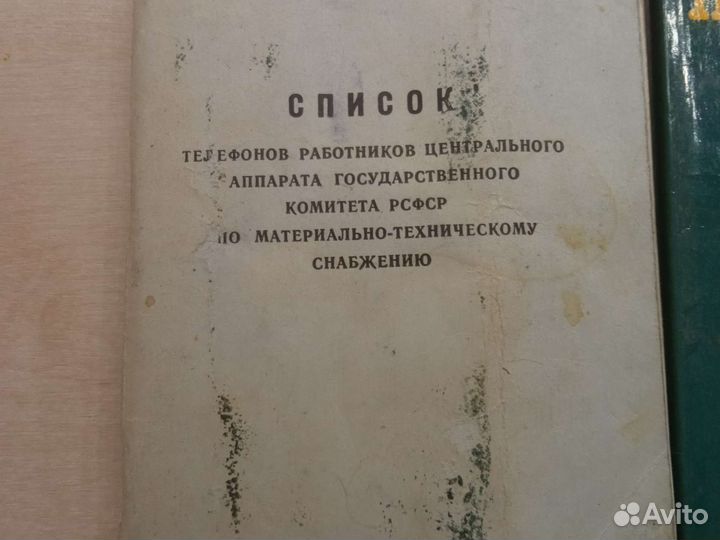 СПИСОК
ТЕЛЕФОНОВ РАБОТНИКОВ ЦЕНТРАЛЬНОГО
АППАРАТА ГОСУДАРСТВЕННОГО
КОМИТЕТА РСФСР
ПО МАТЕРИАЛЬНО-ТЕХНИЧЕСКОМУ
СНАБЖЕНИЮ
Avito